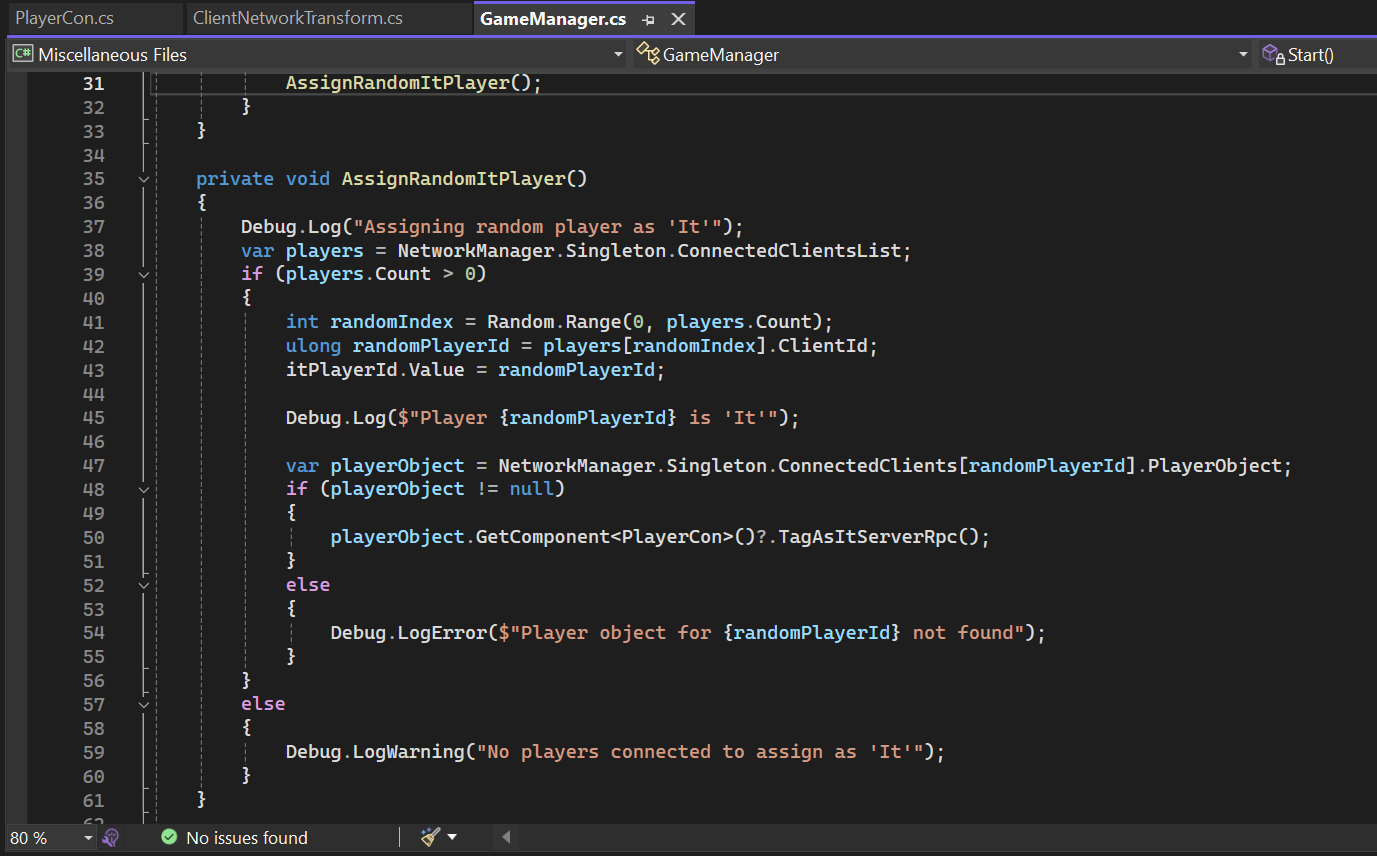 PlayerCon.cs ClientNetworkTransform.cs GameManager.cs
C# Miscellaneous Files GameManager Start()
31 AssignRandomItPlayer();
32 }
33 }
34
35 private void AssignRandomItPlayer()
36 {
37 Debug.Log("Assigning random player as 'It'");
38 var players = NetworkManager.Singleton.ConnectedClientsList;
39 if (players.Count > 0)
40 {
41 int randomIndex = Random.Range(0, players.Count);
42 ulong randomPlayerId = players[randomIndex].ClientId;
43 itPlayerId.Value = randomPlayerId;
44
45 Debug.Log($"Player {randomPlayerId} is 'It'");
46
47 var playerObject = NetworkManager.Singleton.ConnectedClients[randomPlayerId].PlayerObject;
48 if (playerObject != null)
49 {
50 playerObject.GetComponent<PlayerCon>()?.TagAsItServerRpc();
51 }
52 else
53 {
54 Debug.LogError($"Player object for {randomPlayerId} not found");
55 }
56 }
57 else
58 {
59 Debug.LogWarning("No players connected to assign as 'It'");
60 }
61 }
62
80 % No issues found